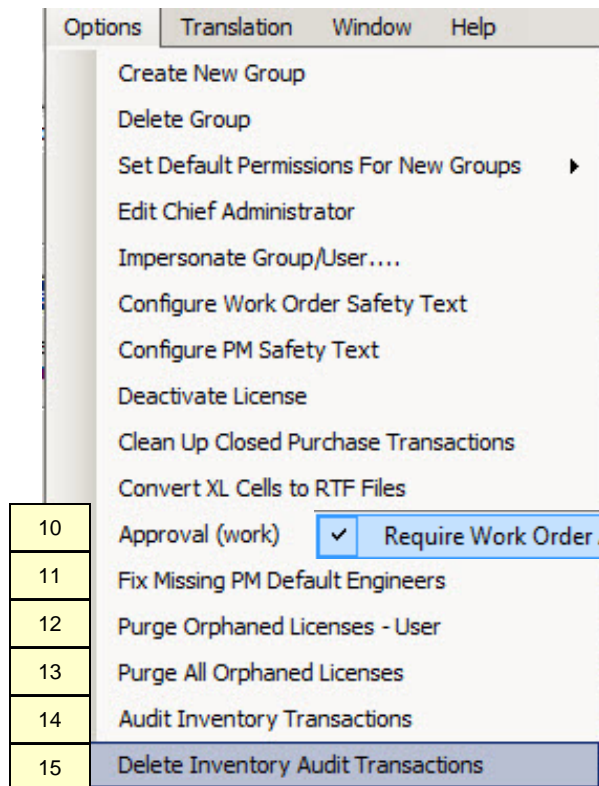 Options Translation Window Help
Create New Group
Delete Group
Set Default Permissions For New Groups
Edit Chief Administrator
Impersonate Group/User....
Configure Work Order Safety Text
Configure PM Safety Text
Deactivate License
Clean Up Closed Purchase Transactions
Convert XL Cells to RTF Files
10 Approval (work) Require Work Order
11 Fix Missing PM Default Engineers
12 Purge Orphaned Licenses - User
13 Purge All Orphaned Licenses
14 Audit Inventory Transactions
15 Delete Inventory Audit Transactions